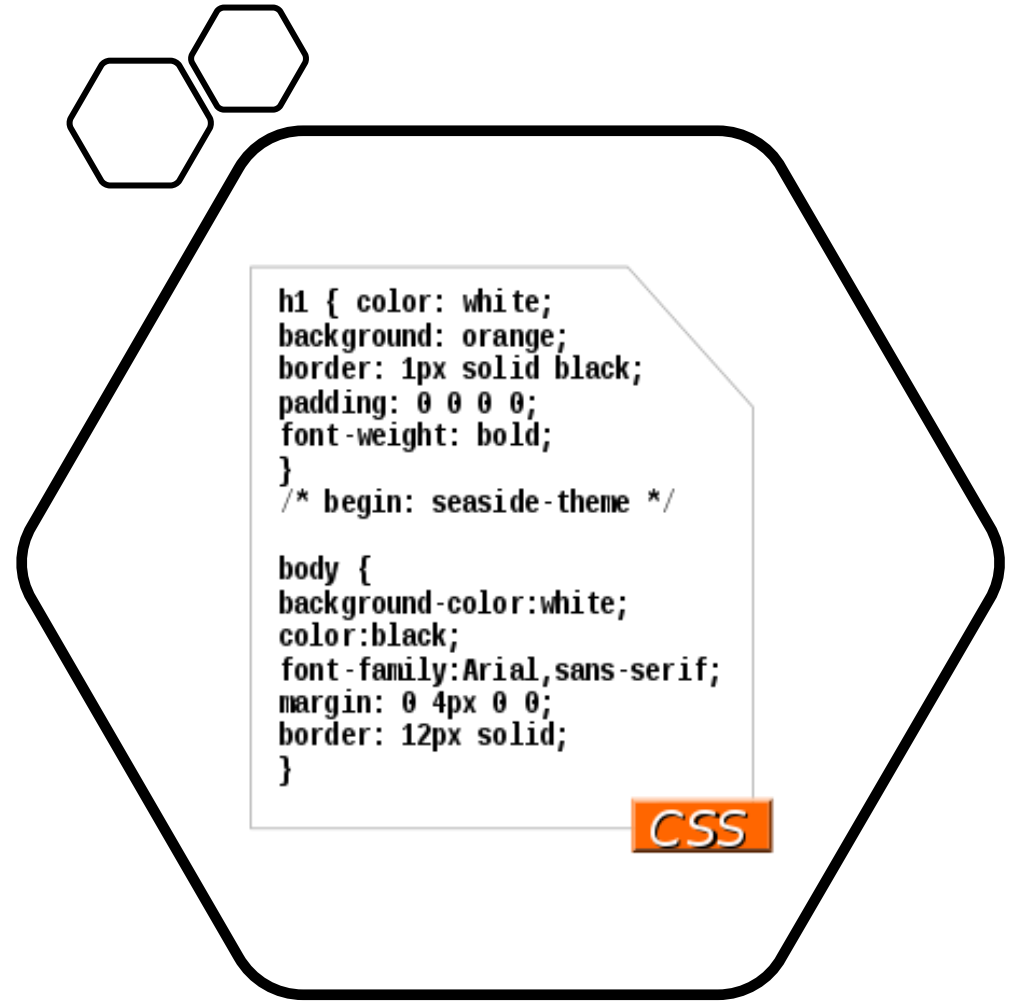 h1 { color: white;
background: orange;
border: 1px solid black;
padding: 0 0 0 0;
font-weight: bold;
}
/* begin: seaside-theme */
body {
background-color:white;
color:black;
font-family:Arial,sans-serif;
margin: 0 4px 0 0;
border: 12px solid;
}
CSS